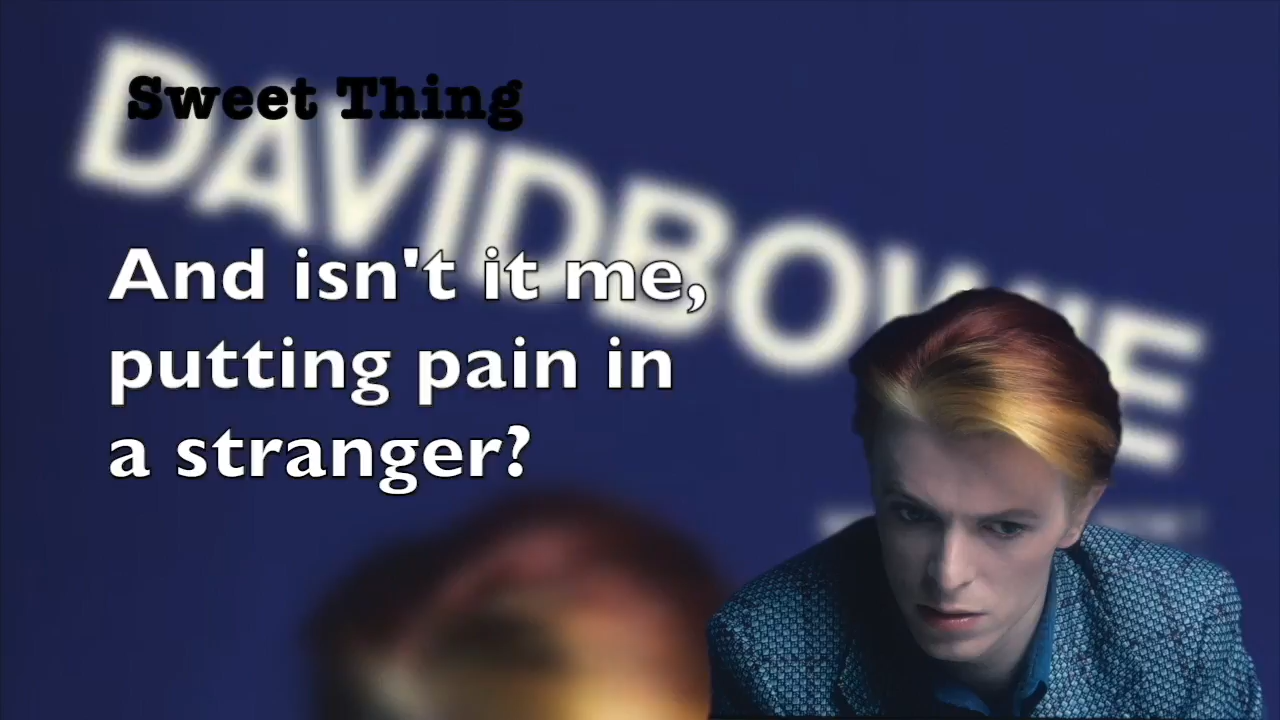 Sweet Thing
DAVIDBOWIE
And isn't it me,
putting pain in
a stranger?